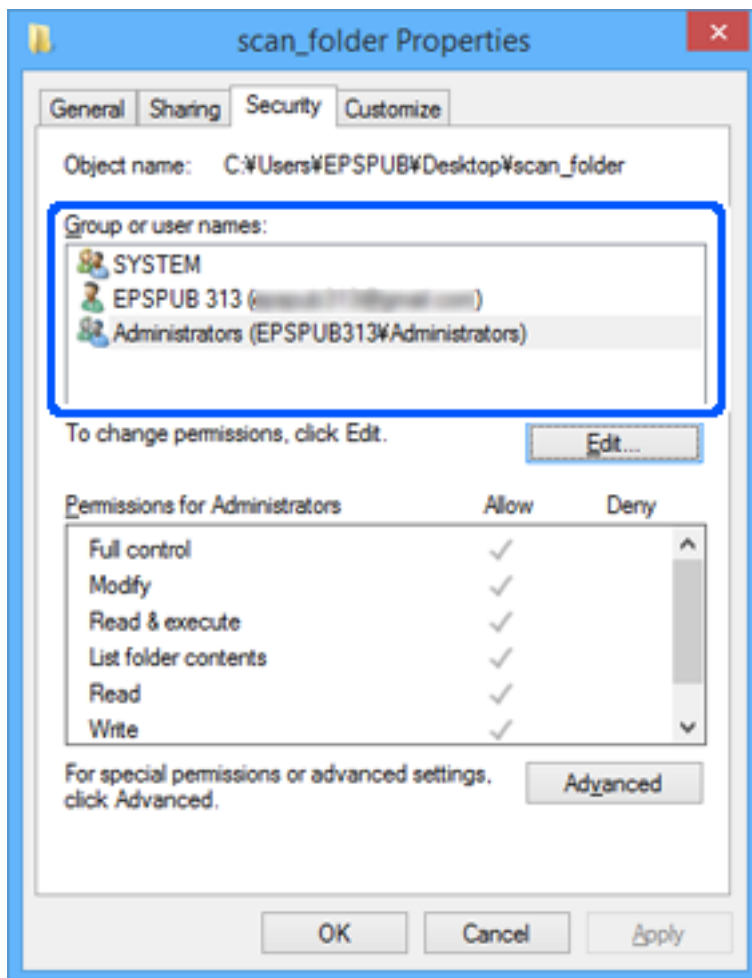 scan_folder Properties
General Sharing Security Customize
Object name: C:¥Users¥EPSPUB¥Desktop¥scan_folder
Group or user names:
SYSTEM
EPSPUB 313 ( )
Administrators (EPSPUB313¥Administrators)
To change permissions, click Edit.
Edit...
Permissions for Administrators Allow Deny
Full control
Modify
Read & execute
List folder contents
Read
Write
For special permissions or advanced settings,
click Advanced.
Advanced
OK Cancel Apply